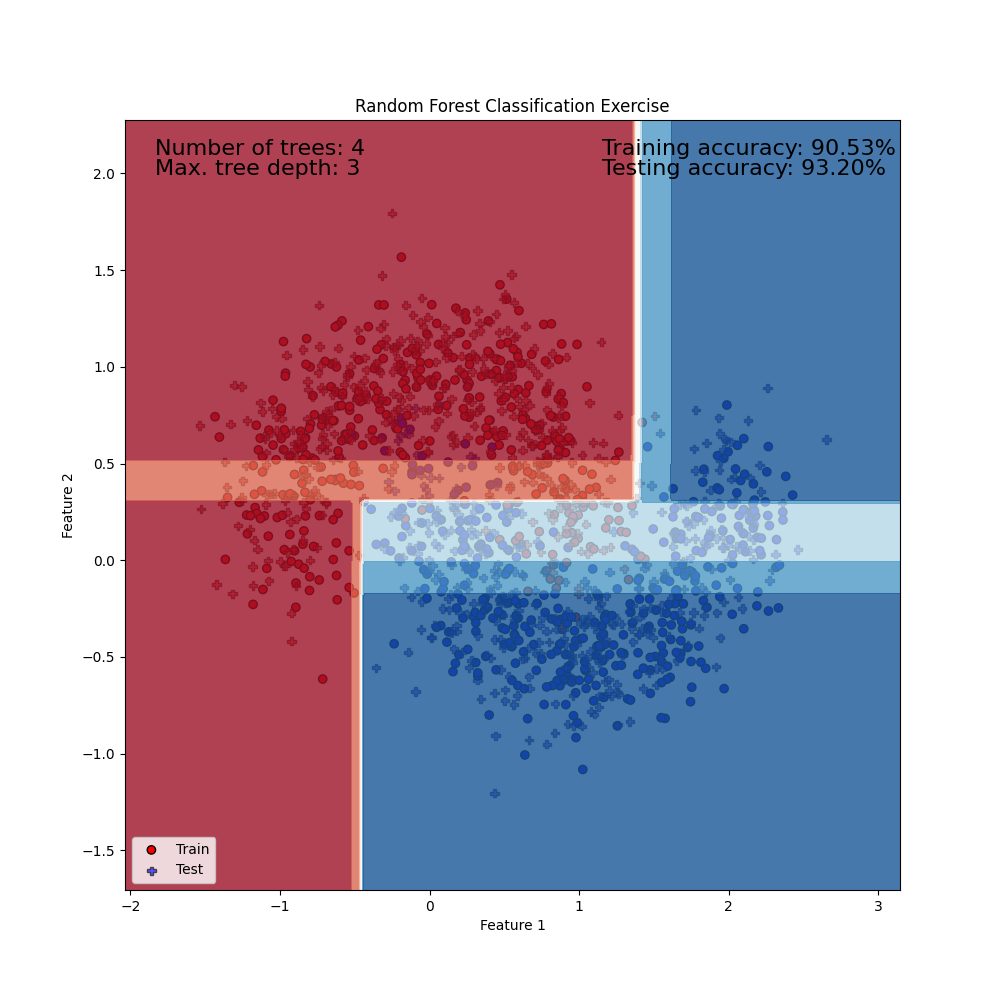 Random Forest Classification Exercise
Number of trees: 4
Max. tree depth: 3
Training accuracy: 90.53%
Testing accuracy: 93.20%
2.0
1.5
1.0
0.5
0.0
−0.5
−1.0
−1.5
Feature 2
Train
Test
−2 −1 0 1 2 3
Feature 1